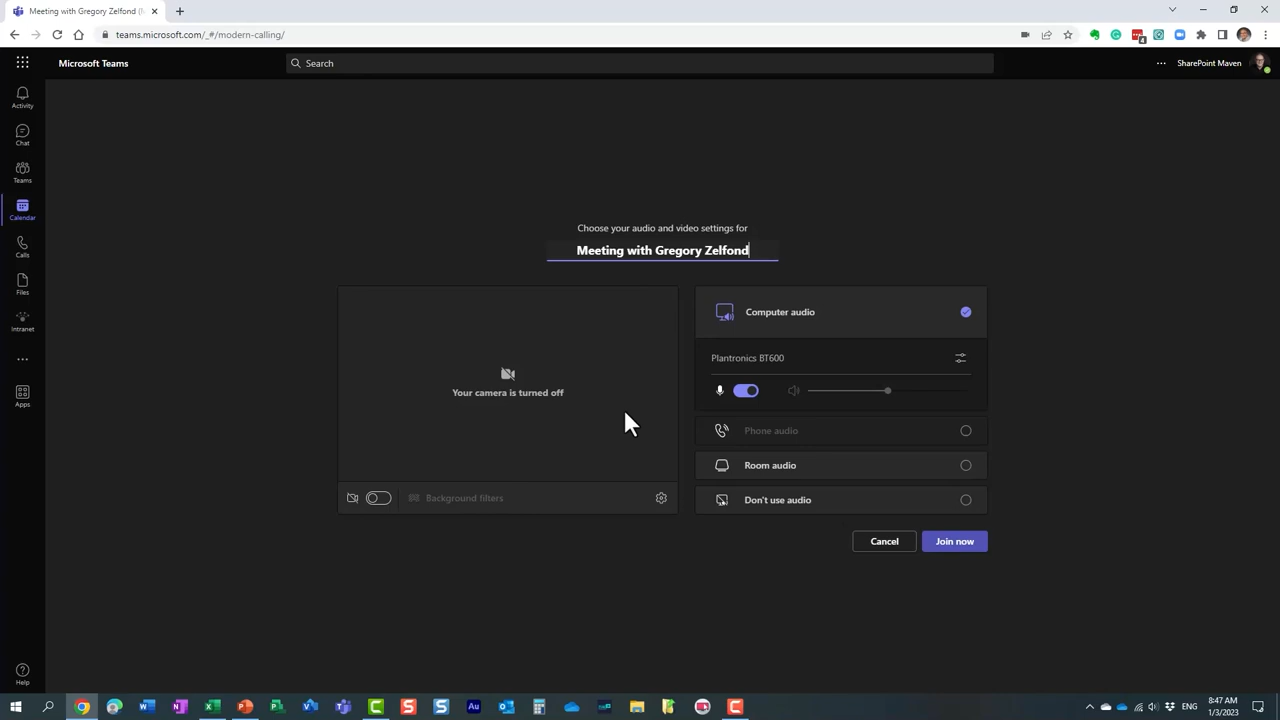 Meeting with Gregory Zelfond (
teams.microsoft.com/_#/modern-calling/
4
Microsoft Teams
Search
SharePoint Maven
Activity
Chat
Teams
Calendar
Calls
Files
Intranet
Apps
Help
Choose your audio and video settings for
Meeting with Gregory Zelfond
Your camera is turned off
Background filters
Computer audio
Plantronics BT600
Phone audio
Room audio
Don't use audio
Cancel
Join now
ENG
8:47 AM
1/3/2023